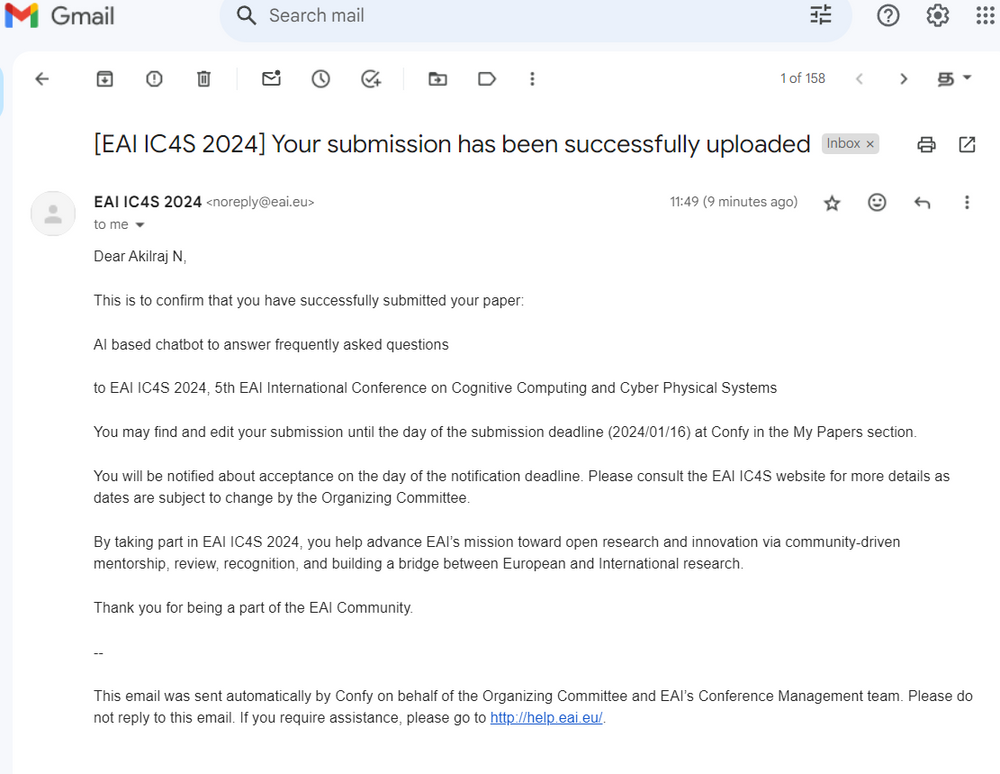 Gmail
Search mail
1 of 158
[EAI IC4S 2024] Your submission has been successfully uploaded
Inbox ×
EAI IC4S 2024 <noreply@eai.eu>
11:49 (9 minutes ago)
to me
Dear Akilraj N,
This is to confirm that you have successfully submitted your paper:
AI based chatbot to answer frequently asked questions
to EAI IC4S 2024, 5th EAI International Conference on Cognitive Computing and Cyber Physical Systems
You may find and edit your submission until the day of the submission deadline (2024/01/16) at Confy in the My Papers section.
You will be notified about acceptance on the day of the notification deadline. Please consult the EAI IC4S website for more details as
dates are subject to change by the Organizing Committee.
By taking part in EAI IC4S 2024, you help advance EAI’s mission toward open research and innovation via community-driven
mentorship, review, recognition, and building a bridge between European and International research.
Thank you for being a part of the EAI Community.
--
This email was sent automatically by Confy on behalf of the Organizing Committee and EAI’s Conference Management team. Please do
not reply to this email. If you require assistance, please go to http://help.eai.eu/.